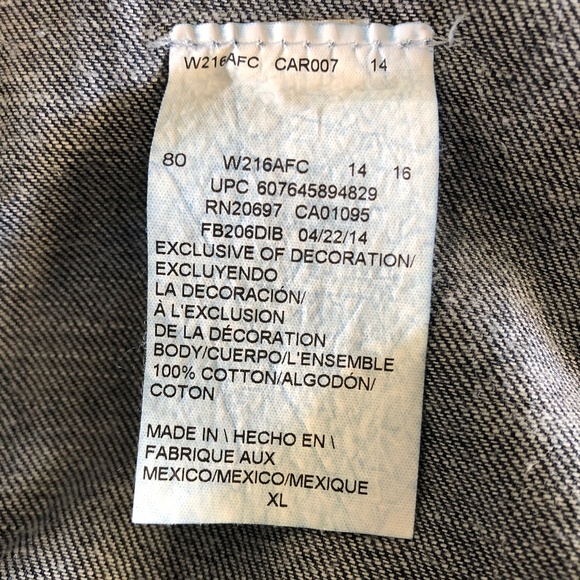 W216AFC CAR007 14
80 W216AFC 14 16
UPC 607645894829
RN20697 CA01095
FB206DIB 04/22/14
EXCLUSIVE OF DECORATION/
EXCLUYENDO
LA DECORACIÓN/
À L'EXCLUSION
DE LA DÉCORATION
BODY/CUERPO/L'ENSEMBLE
100% COTTON/ALGODÓN/
COTON
MADE IN \ HECHO EN \
FABRIQUE AUX
MEXICO/MEXICO/MEXIQUE
XL